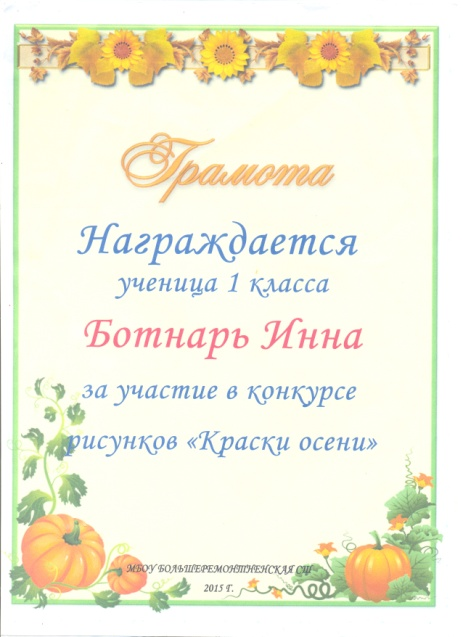 Грамота
Награждается
ученица 1 класса
Ботнарь Инна
за участие в конкурсе
рисунков «Краски осени»
МБОУ БОЛЬШЕРЕМОНТНЕНСКАЯ СШ
2015 Г.